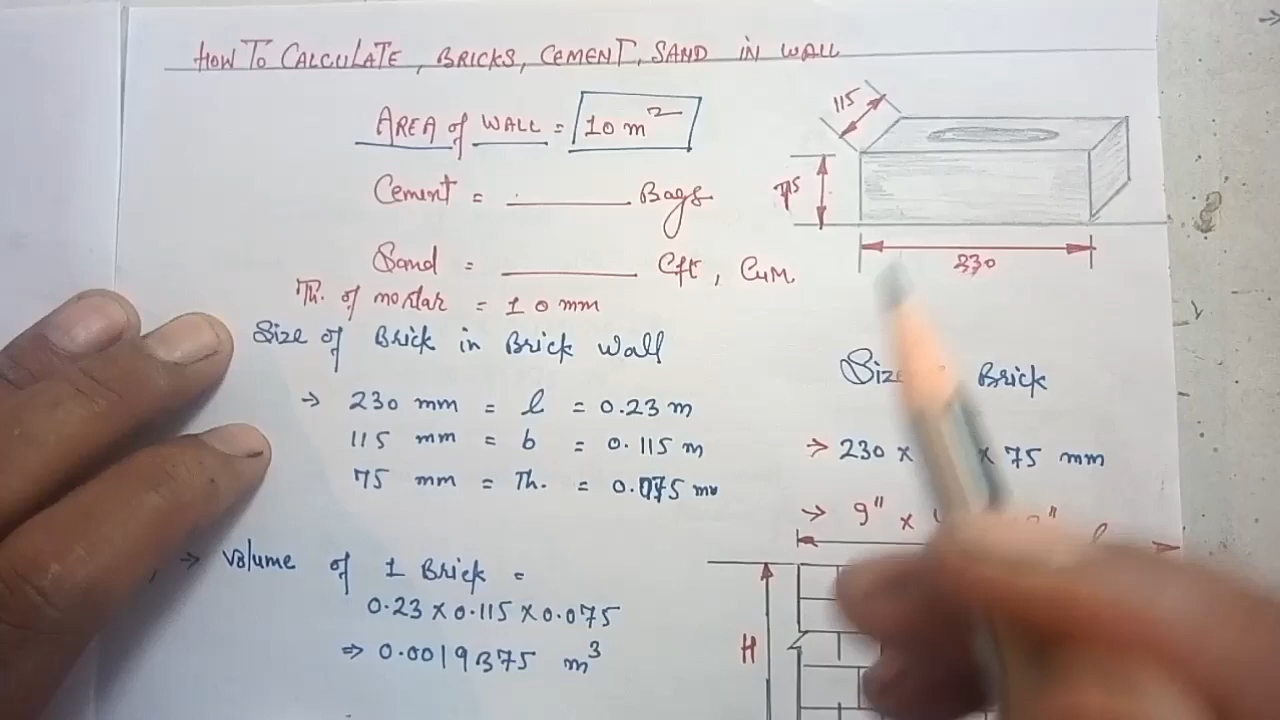 HOW TO CALCULATE, BRICKS, CEMENT, SAND IN WALL
AREA of WALL = 10 m²
Cement = ______ Bags
Sand = ______ Cft, CuM
Th. of mortar = 10 mm
Size of Brick in Brick Wall
→ 230 mm = l = 0.23 m
115 mm = b = 0.115 m
75 mm = Th. = 0.075 m
→ Volume of 1 Brick =
0.23 × 0.115 × 0.075
⇒ 0.00198375 m³
115
75
230
Size Brick
→ 230 × × 75 mm
→ 9" ×
H